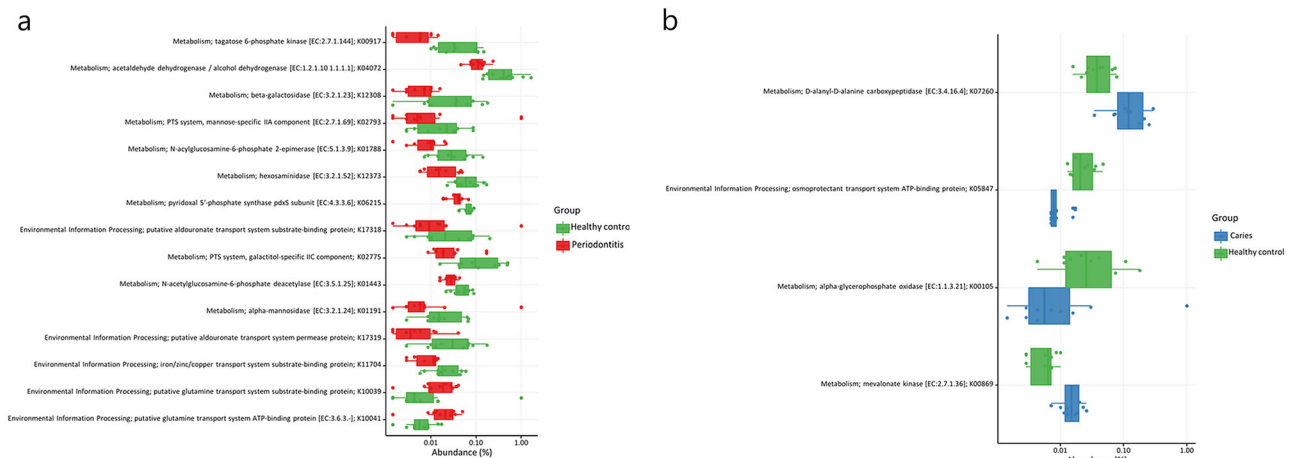 a
Metabolism; tagatose 6-phosphate kinase [EC:2.7.1.144]; K00917
Metabolism; acetaldehyde dehydrogenase / alcohol dehydrogenase [EC:1.2.1.10 1.1.1.1]; K04072
Metabolism; beta-galactosidase [EC:3.2.1.23]; K12308
Metabolism; PTS system, mannose-specific IIA component [EC:2.7.1.69]; K02793
Metabolism; N-acylglucosamine-6-phosphate 2-epimerase [EC:5.1.3.9]; K01788
Metabolism; hexosaminidase [EC:3.2.1.52]; K12373
Metabolism; pyridoxal 5'-phosphate synthase pdxS subunit [EC:4.3.3.6]; K06215
Environmental Information Processing; putative aldouronate transport system substrate-binding protein; K17318
Metabolism; PTS system, galactitol-specific IIC component; K02775
Metabolism; N-acetylglucosamine-6-phosphate deacetylase [EC:3.5.1.25]; K01443
Metabolism; alpha-mannosidase [EC:3.2.1.24]; K01191
Environmental Information Processing; putative aldouronate transport system permease protein; K17319
Environmental Information Processing; iron/zinc/copper transport system substrate-binding protein; K11704
Environmental Information Processing; putative glutamine transport system substrate-binding protein; K10039
Environmental Information Processing; putative glutamine transport system ATP-binding protein [EC:3.6.3.-]; K10041
0.01 0.10 1.00
Abundance (%)
Group
Healthy contro
Periodontitis
b
Metabolism; D-alanyl-D-alanine carboxypeptidase [EC:3.4.16.4]; K07260
Environmental Information Processing; osmoprotectant transport system ATP-binding protein; K05847
Metabolism; alpha-glycerophosphate oxidase [EC:1.1.3.21]; K00105
Metabolism; mevalonate kinase [EC:2.7.1.36]; K00869
0.01 0.10 1.00
Abundance (%)
Group
Caries
Healthy control